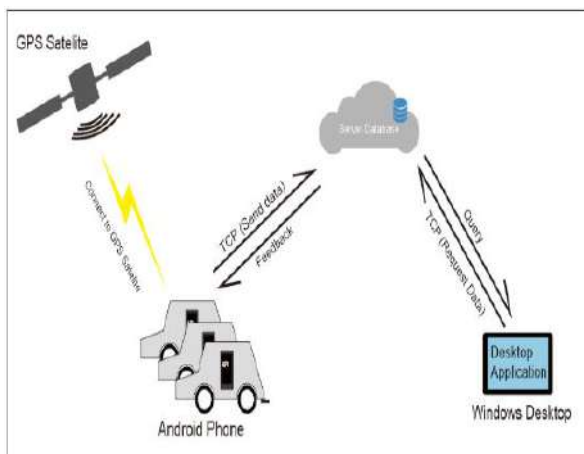 GPS Satelite
Server Database
Connect to GPS Satelite
TCP (Send data)
Feedback
Query
TCP (Request Data)
Desktop
Application
Android Phone
Windows Desktop